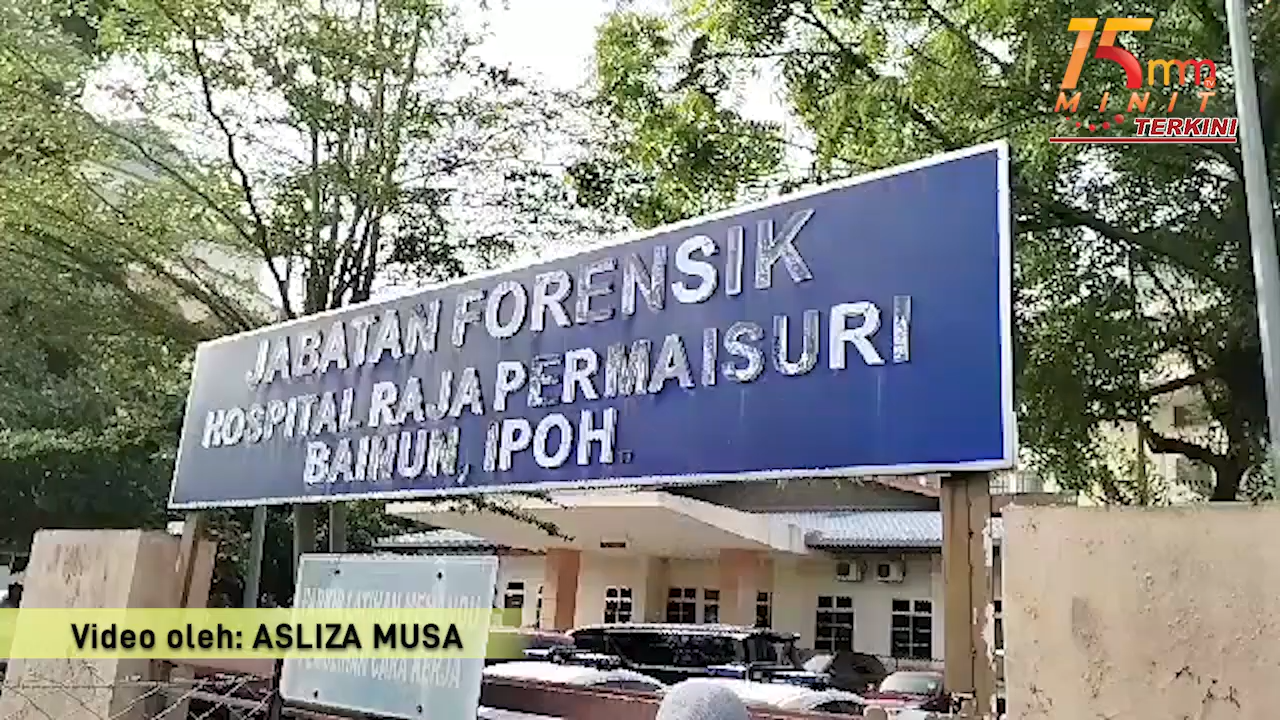 15
MINIT
TERKINI
JABATAN FORENSIK
HOSPITAL RAJA PERMAISURI
BAINUN, IPOH.
Video oleh: ASLIZA MUSA